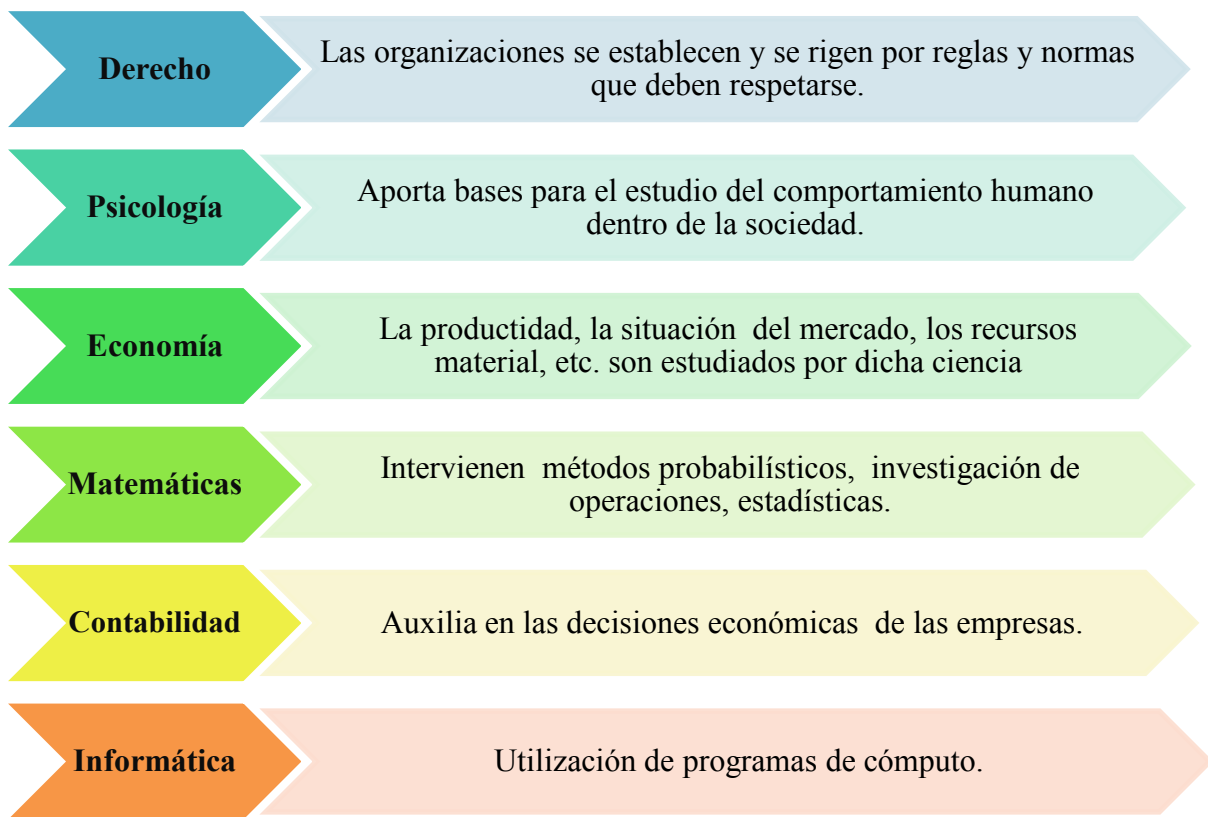 Derecho
Las organizaciones se establecen y se rigen por reglas y normas
que deben respetarse.
Psicología
Aporta bases para el estudio del comportamiento humano
dentro de la sociedad.
Economía
La productidad, la situación  del mercado, los recursos
material, etc. son estudiados por dicha ciencia
Matemáticas
Intervienen  métodos probabilísticos,  investigación de
operaciones, estadísticas.
Contabilidad
Auxilia en las decisiones económicas  de las empresas.
Informática
Utilización de programas de cómputo.